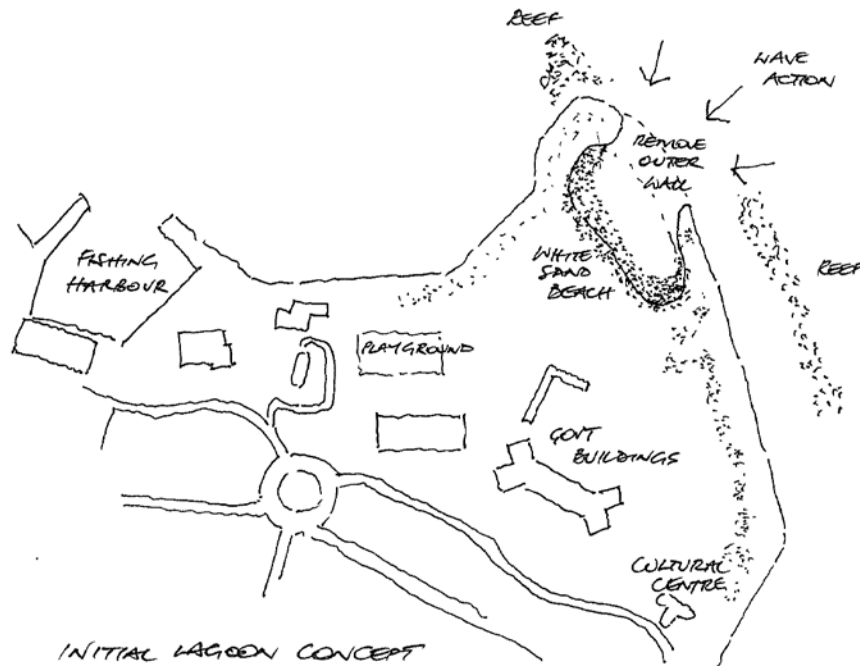 REEF
WAVE
ACTION
REMOVE
OUTER
WALL
FISHING
HARBOUR
WHITE
SAND
BEACH
REEF
PLAYGROUND
GOVT
BUILDINGS
CULTURAL
CENTRE
INITIAL LAGOON CONCEPT